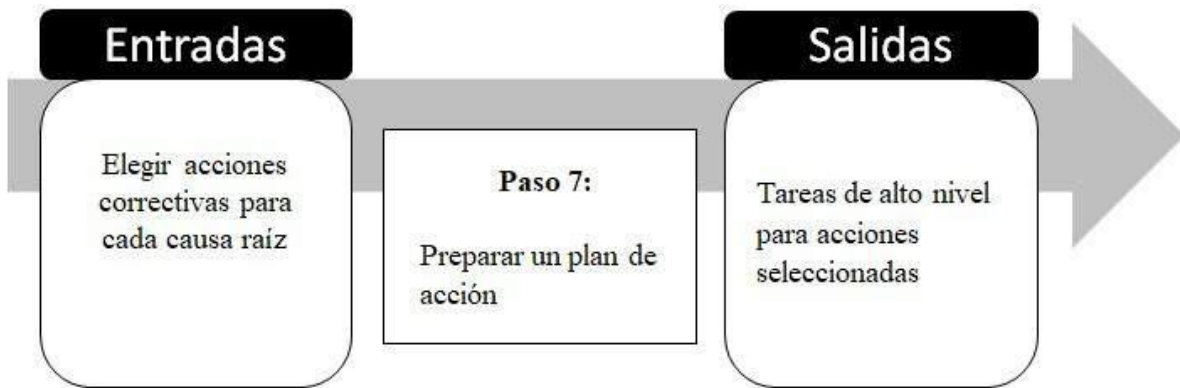 Entradas
Elegir acciones
correctivas para
cada causa raíz
Paso 7:
Preparar un plan de
acción
Salidas
Tareas de alto nivel
para acciones
seleccionadas